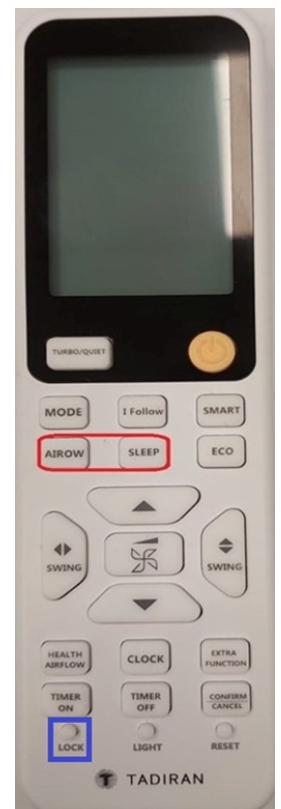 TURBO/QUIET
MODE I Follow SMART
AIROW SLEEP ECO
SWING SWING
HEALTH AIRFLOW CLOCK EXTRA FUNCTION
TIMER ON TIMER OFF CONFIRM CANCEL
LOCK LIGHT RESET
TADIRAN